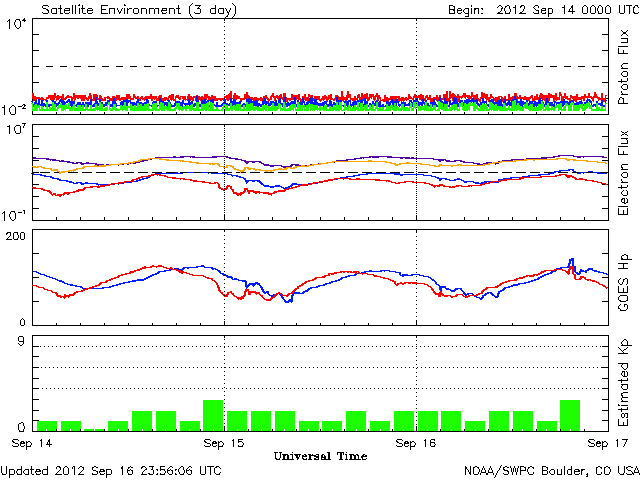 Satellite Environment (3 day) Begin: 2012 Sep 14 0000 UTC
10⁴
10⁻²
Proton Flux
10⁷
10⁻¹
Electron Flux
200
0
GOES Hp
9
0
Estimated Kp
Sep 14 Sep 15 Sep 16 Sep 17
Universal Time
Updated 2012 Sep 16 23:56:06 UTC NOAA/SWPC Boulder, CO USA